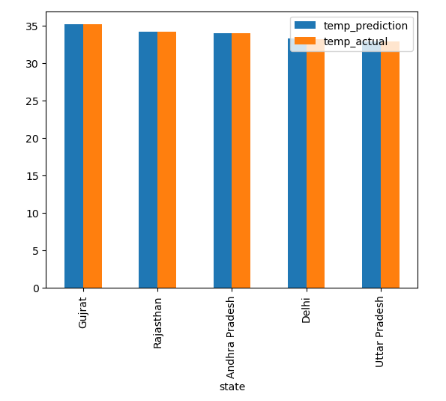 temp_prediction
temp_actual
35
30
25
20
15
10
5
0
Gujrat
Rajasthan
Andhra Pradesh
Delhi
Uttar Pradesh
state